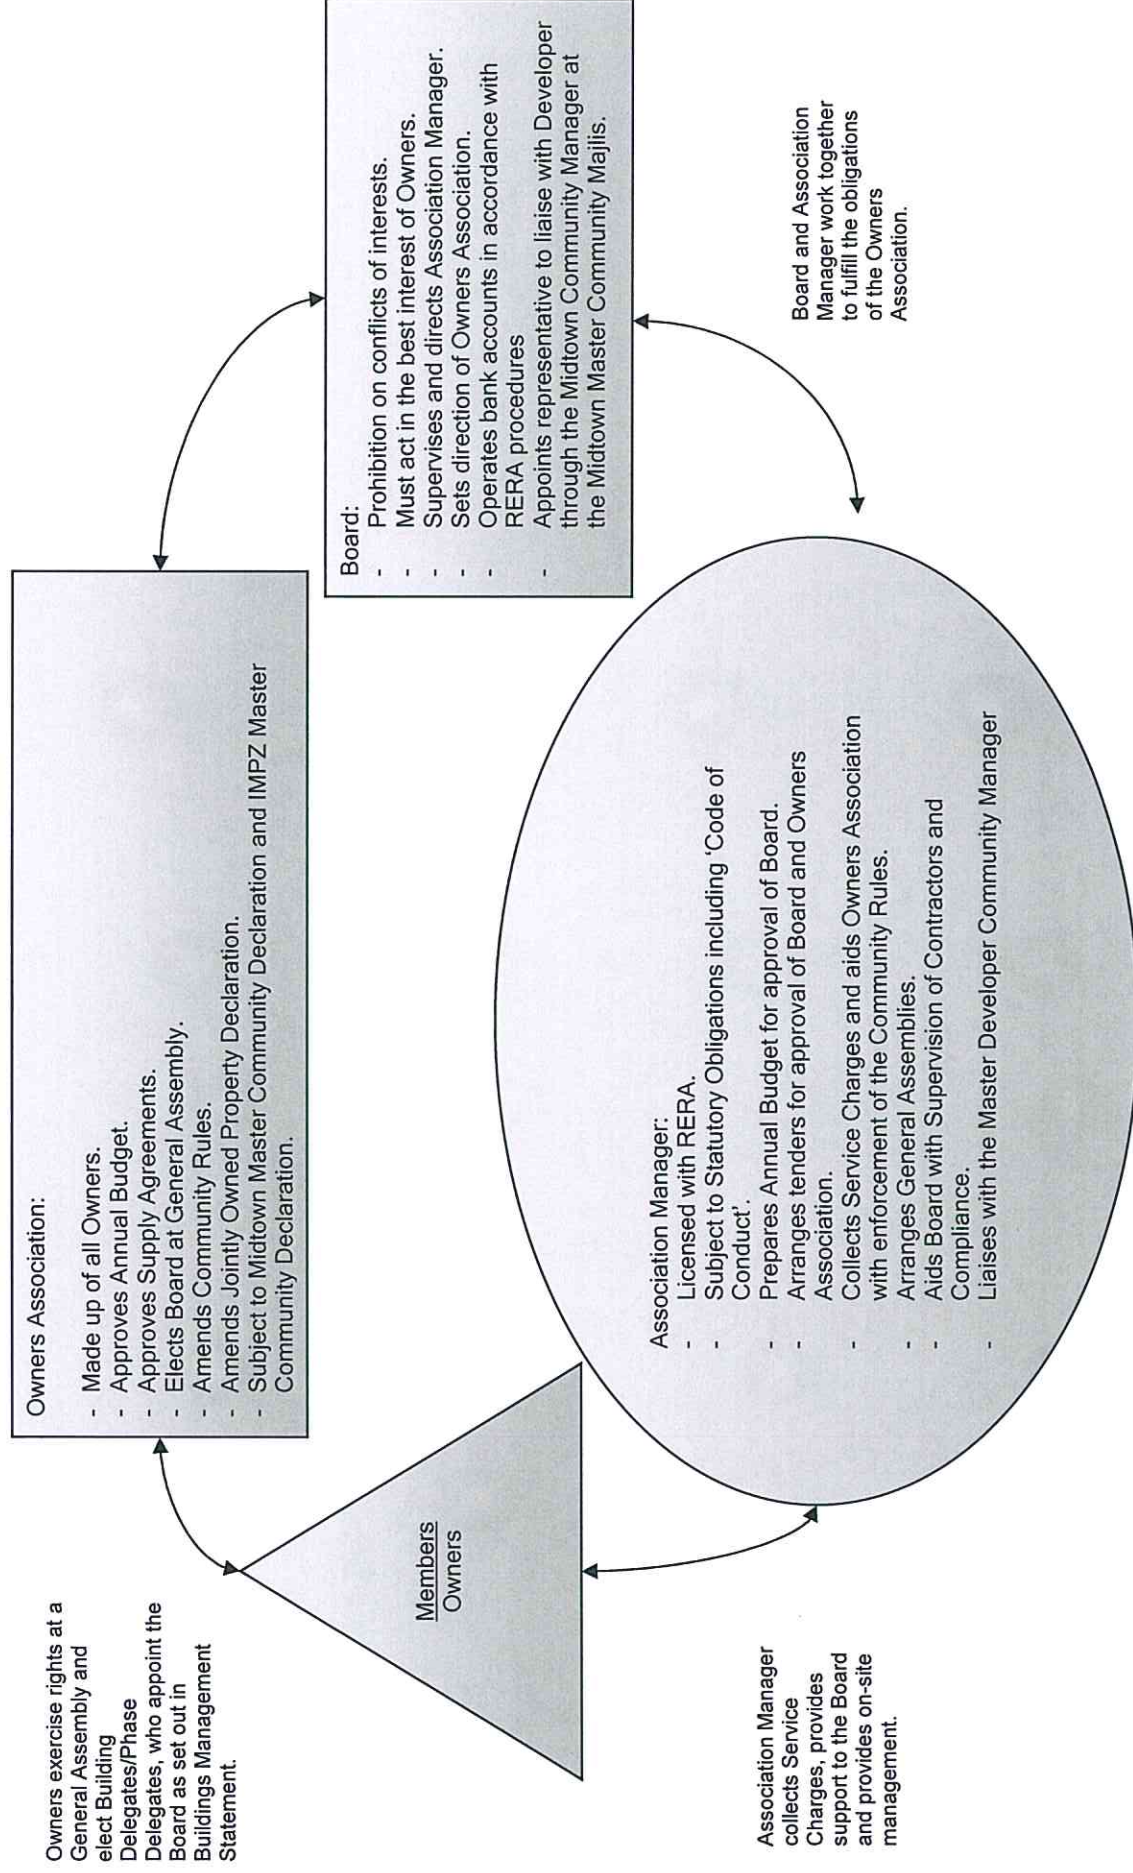 Owners exercise rights at a
General Assembly and
elect Building
Delegates/Phase
Delegates, who appoint the
Board as set out in
Buildings Management
Statement.
Owners Association:
- Made up of all Owners.
- Approves Annual Budget.
- Approves Supply Agreements.
- Elects Board at General Assembly.
- Amends Community Rules.
- Amends Jointly Owned Property Declaration.
- Subject to Midtown Master Community Declaration and IMPZ Master
Community Declaration.
Members
Owners
Board:
- Prohibition on conflicts of interests.
- Must act in the best interest of Owners.
- Supervises and directs Association Manager.
- Sets direction of Owners Association.
- Operates bank accounts in accordance with
RERA procedures
- Appoints representative to liaise with Developer
through the Midtown Community Manager at
the Midtown Master Community Majlis.
Association Manager
collects Service
Charges, provides
support to the Board
and provides on-site
management.
Association Manager:
- Licensed with RERA.
- Subject to Statutory Obligations including ‘Code of
Conduct’.
- Prepares Annual Budget for approval of Board.
- Arranges tenders for approval of Board and Owners
Association.
- Collects Service Charges and aids Owners Association
with enforcement of the Community Rules.
- Arranges General Assemblies.
- Aids Board with Supervision of Contractors and
Compliance.
- Liaises with the Master Developer Community Manager
Board and Association
Manager work together
to fulfill the obligations
of the Owners
Association.